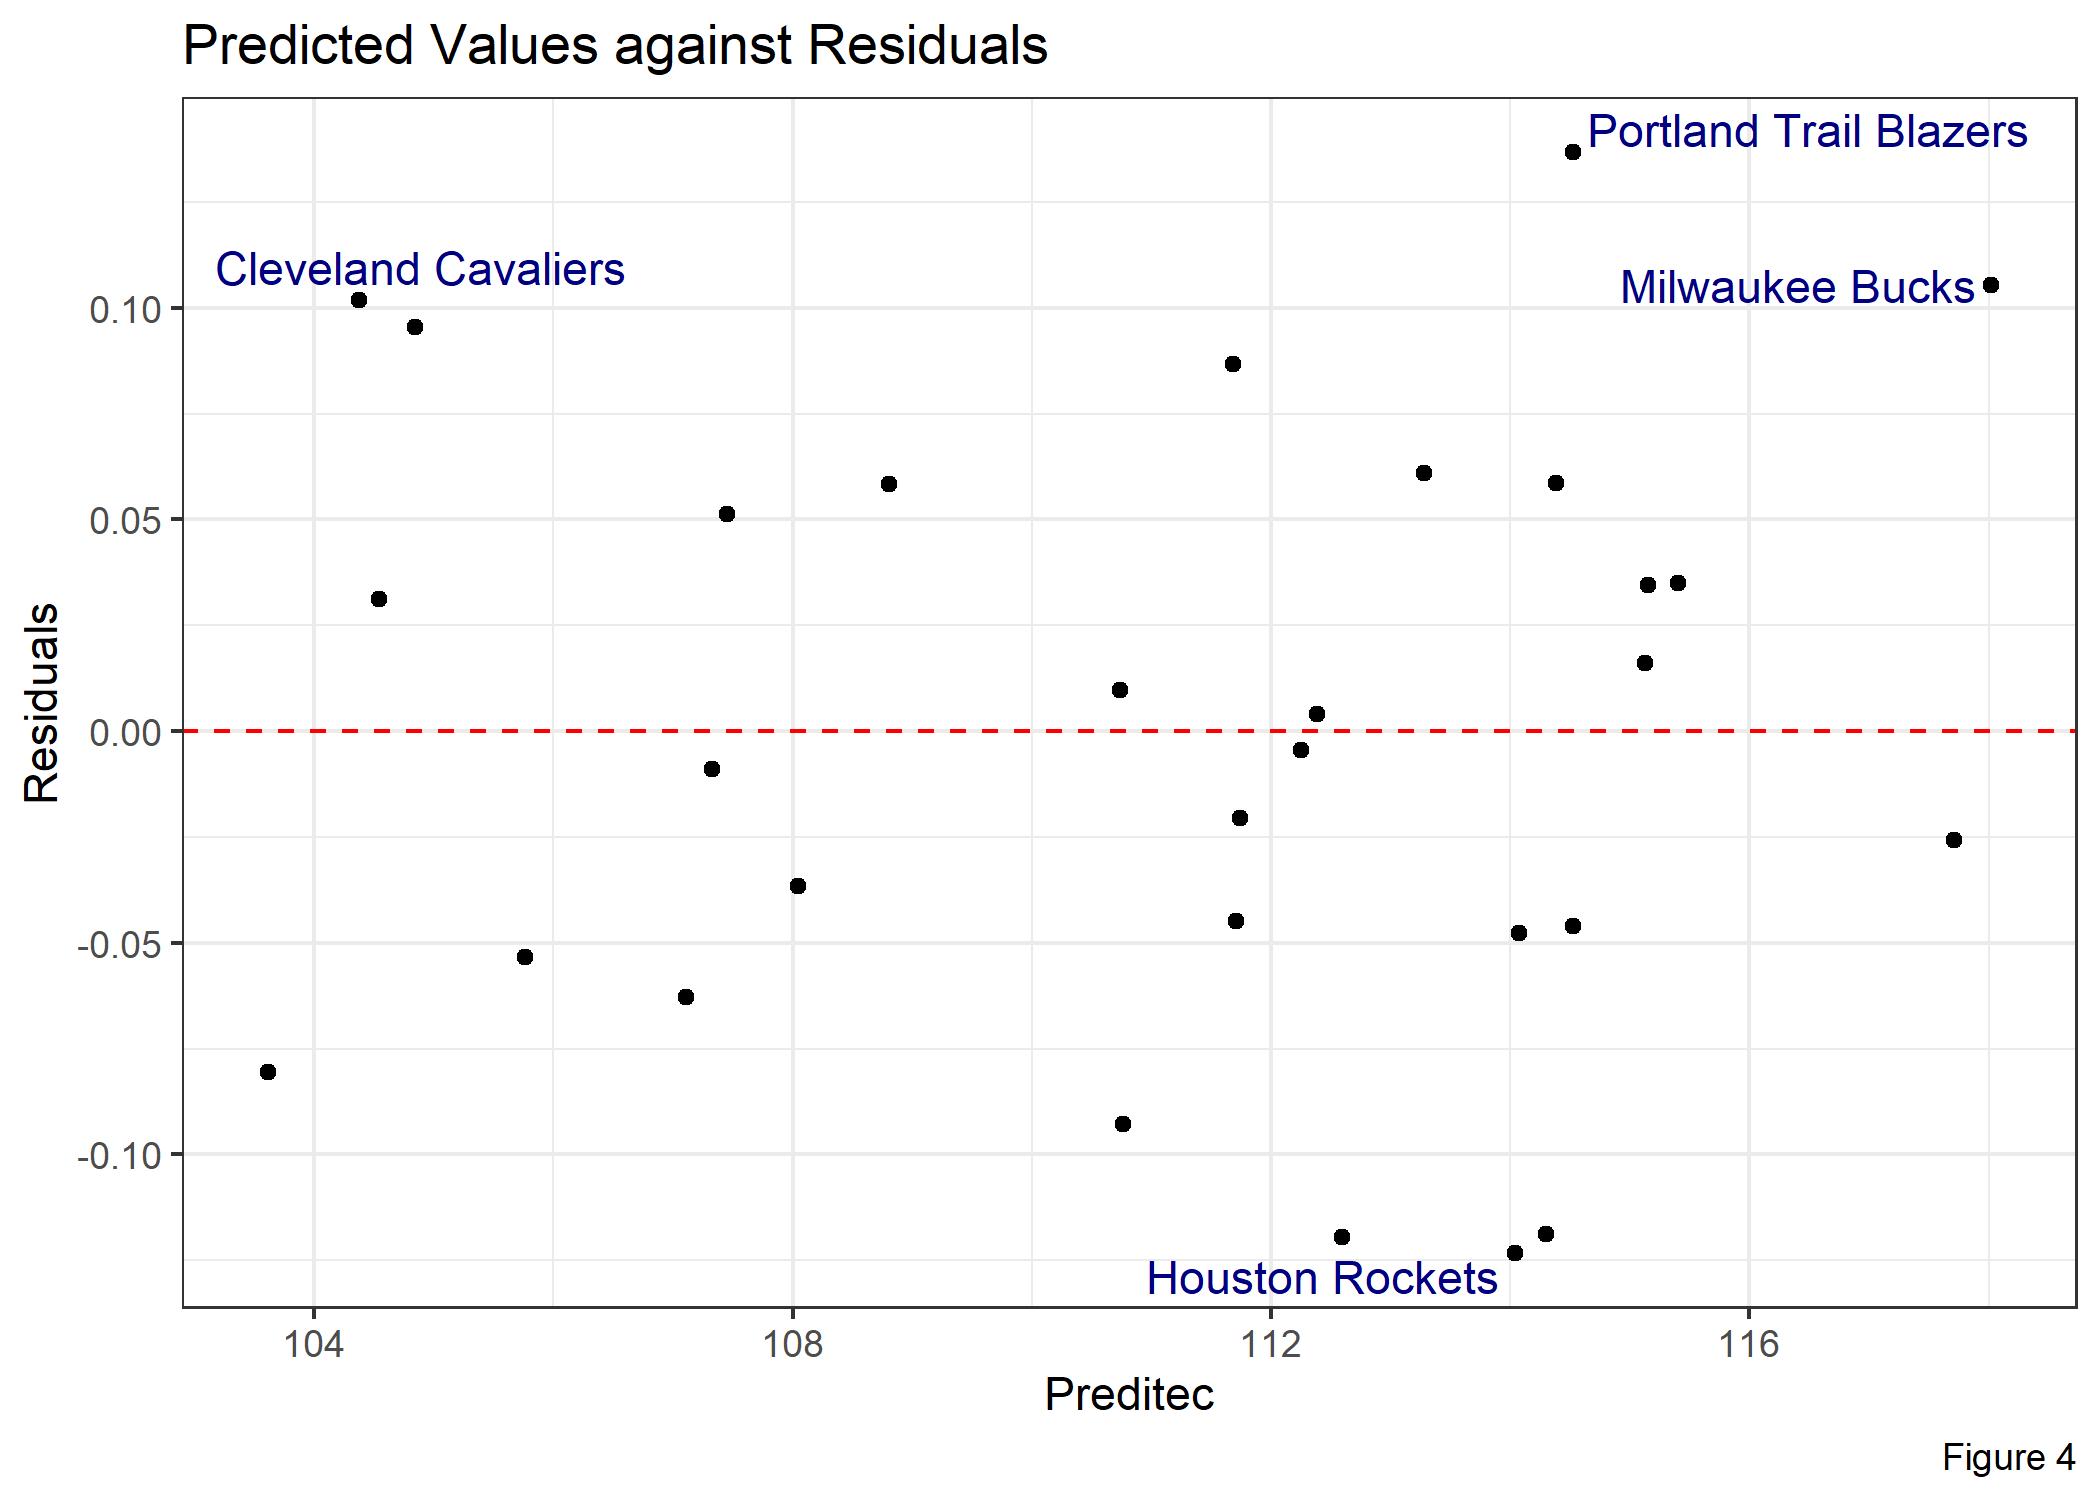 Predicted Values against Residuals
Portland Trail Blazers
Cleveland Cavaliers
Milwaukee Bucks
0.10
0.05
0.00
-0.05
-0.10
Residuals
Houston Rockets
104
108
112
116
Preditec
Figure 4